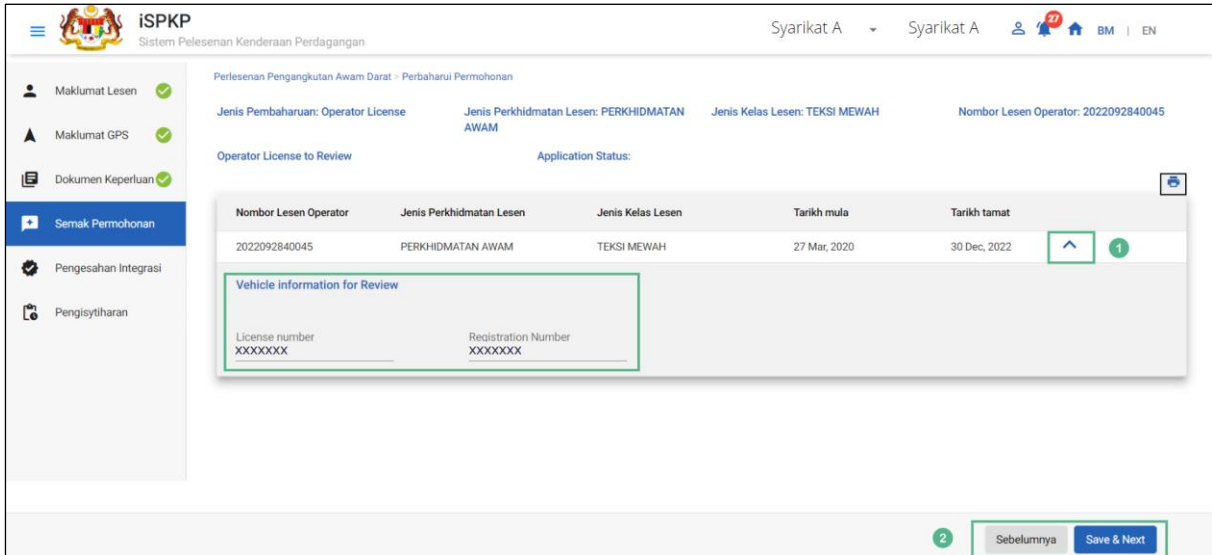 iSPKP
Sistem Pelesenan Kenderaan Perdagangan
Syarikat A
Syarikat A
27
BM | EN
Maklumat Lesen
Maklumat GPS
Dokumen Keperluan
Semak Permohonan
Pengesahan Integrasi
Pengisytiharan
Perlesenan Pengangkutan Awam Darat > Perbaharui Permohonan
Jenis Pembaharuan: Operator License
Jenis Perkhidmatan Lesen: PERKHIDMATAN
AWAM
Jenis Kelas Lesen: TEKSI MEWAH
Nombor Lesen Operator: 2022092840045
Operator License to Review
Application Status:
Nombor Lesen Operator Jenis Perkhidmatan Lesen Jenis Kelas Lesen Tarikh mula Tarikh tamat
2022092840045 PERKHIDMATAN AWAM TEKSI MEWAH 27 Mar, 2020 30 Dec, 2022
1
Vehicle information for Review
License number
XXXXXXX
Registration Number
XXXXXXX
2
Sebelumnya
Save & Next